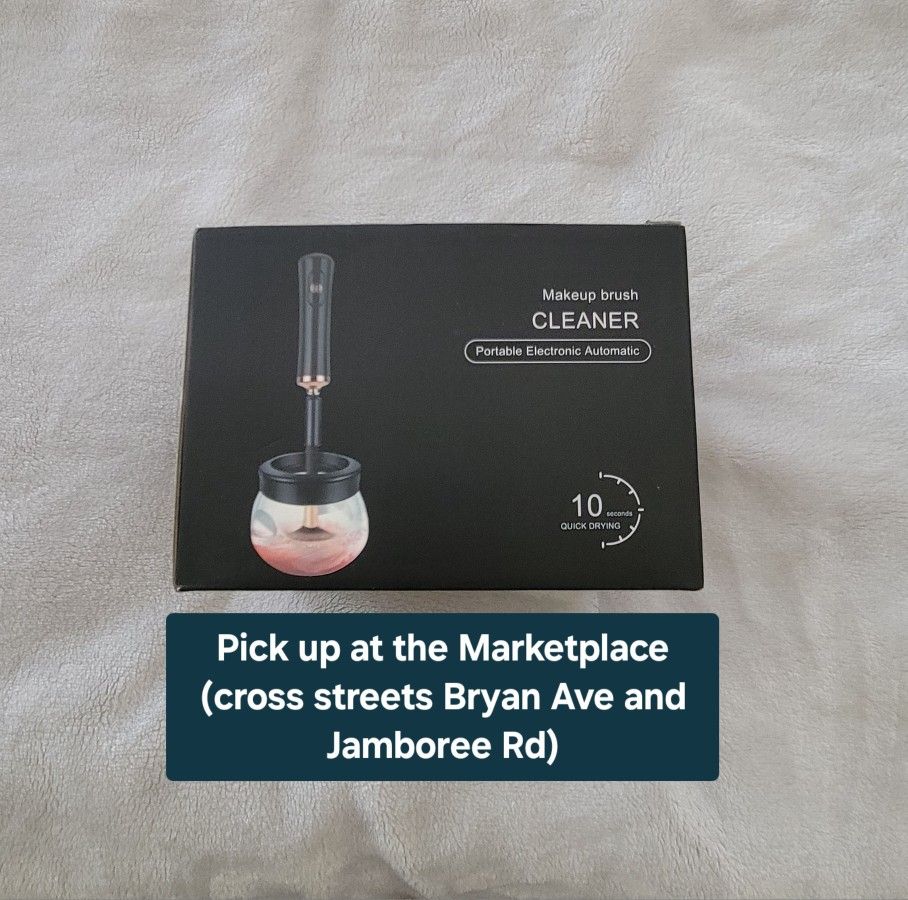 Makeup brush
CLEANER
Portable Electronic Automatic
10 seconds
QUICK DRYING
Pick up at the Marketplace
(cross streets Bryan Ave and
Jamboree Rd)